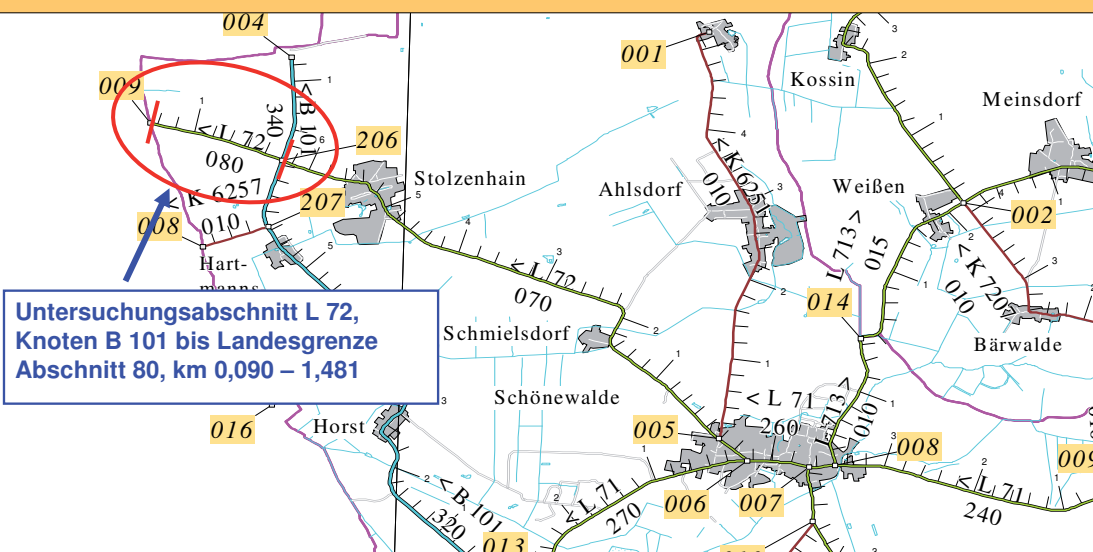 004
001
Kossin
Meinsdorf
009
< B 101
340
< L 72
080
206
Stolzenhain
< K 6257
010
207
008
Hart-
manns-
< K 6251
010
Ahlsdorf
Weißen
002
L 713 >
015
< K 7207
010
014
Bärwalde
< L 72
070
Schmielsdorf
Untersuchungsabschnitt L 72,
Knoten B 101 bis Landesgrenze
Abschnitt 80, km 0,090 – 1,481
Schönewalde
< L 71
260
L 713 >
010
016
Horst
005
008
009
006
007
< L 71
270
< L 71
240
< B 101
320
013